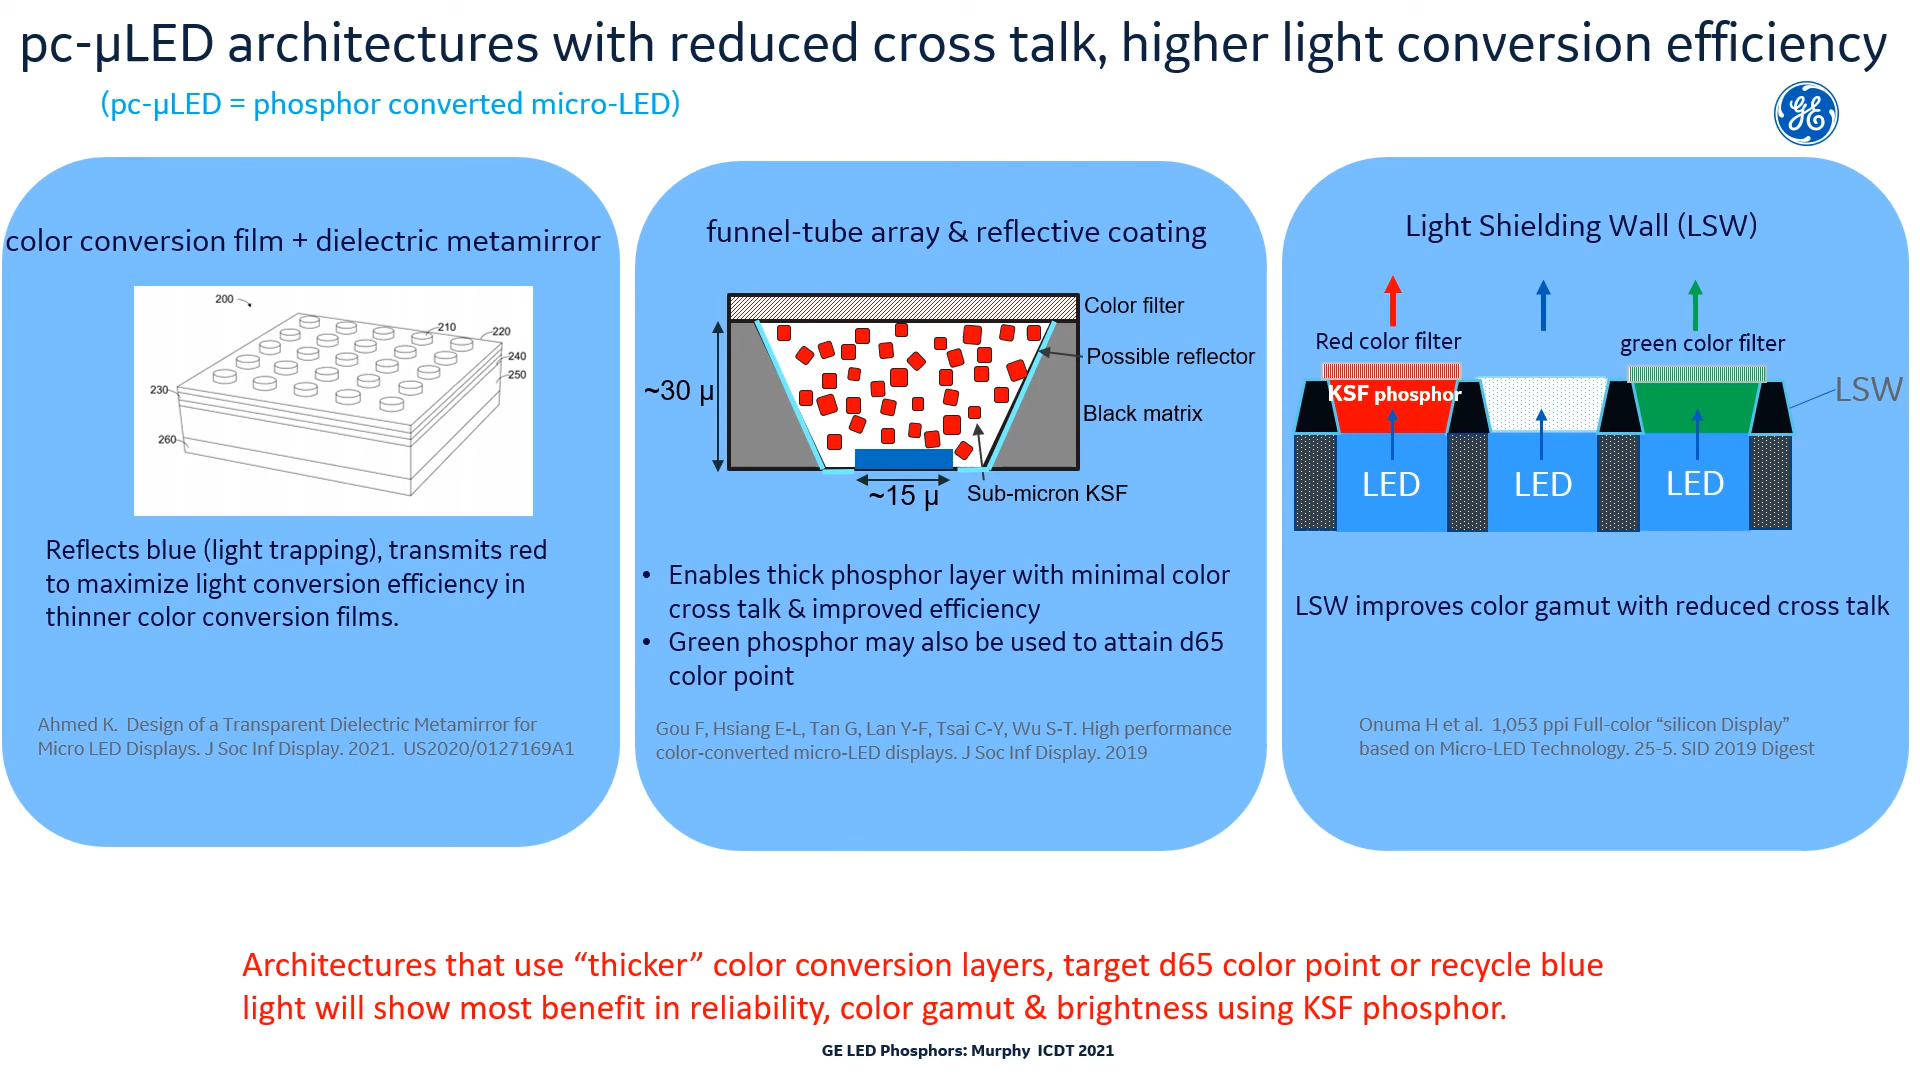 pc-µLED architectures with reduced cross talk, higher light conversion efficiency
(pc-µLED = phosphor converted micro-LED)
GE
color conversion film + dielectric metamirror
200
210
220
240
250
230
260
Reflects blue (light trapping), transmits red
to maximize light conversion efficiency in
thinner color conversion films.
Ahmed K.  Design of a Transparent Dielectric Metamirror for
Micro LED Displays. J Soc Inf Display. 2021.  US2020/0127169A1
funnel-tube array & reflective coating
Color filter
Possible reflector
~30 µ
Black matrix
~15 µ
Sub-micron KSF
• Enables thick phosphor layer with minimal color
cross talk & improved efficiency
• Green phosphor may also be used to attain d65
color point
Gou F, Hsiang E-L, Tan G, Lan Y-F, Tsai C-Y, Wu S-T. High performance
color-converted micro-LED displays. J Soc Inf Display. 2019
Light Shielding Wall (LSW)
Red color filter
green color filter
KSF phosphor
LSW
LED
LED
LED
LSW improves color gamut with reduced cross talk
Onuma H et al.  1,053 ppi Full-color “silicon Display”
based on Micro-LED Technology. 25-5. SID 2019 Digest
Architectures that use “thicker” color conversion layers, target d65 color point or recycle blue
light will show most benefit in reliability, color gamut & brightness using KSF phosphor.
GE LED Phosphors: Murphy  ICDT 2021